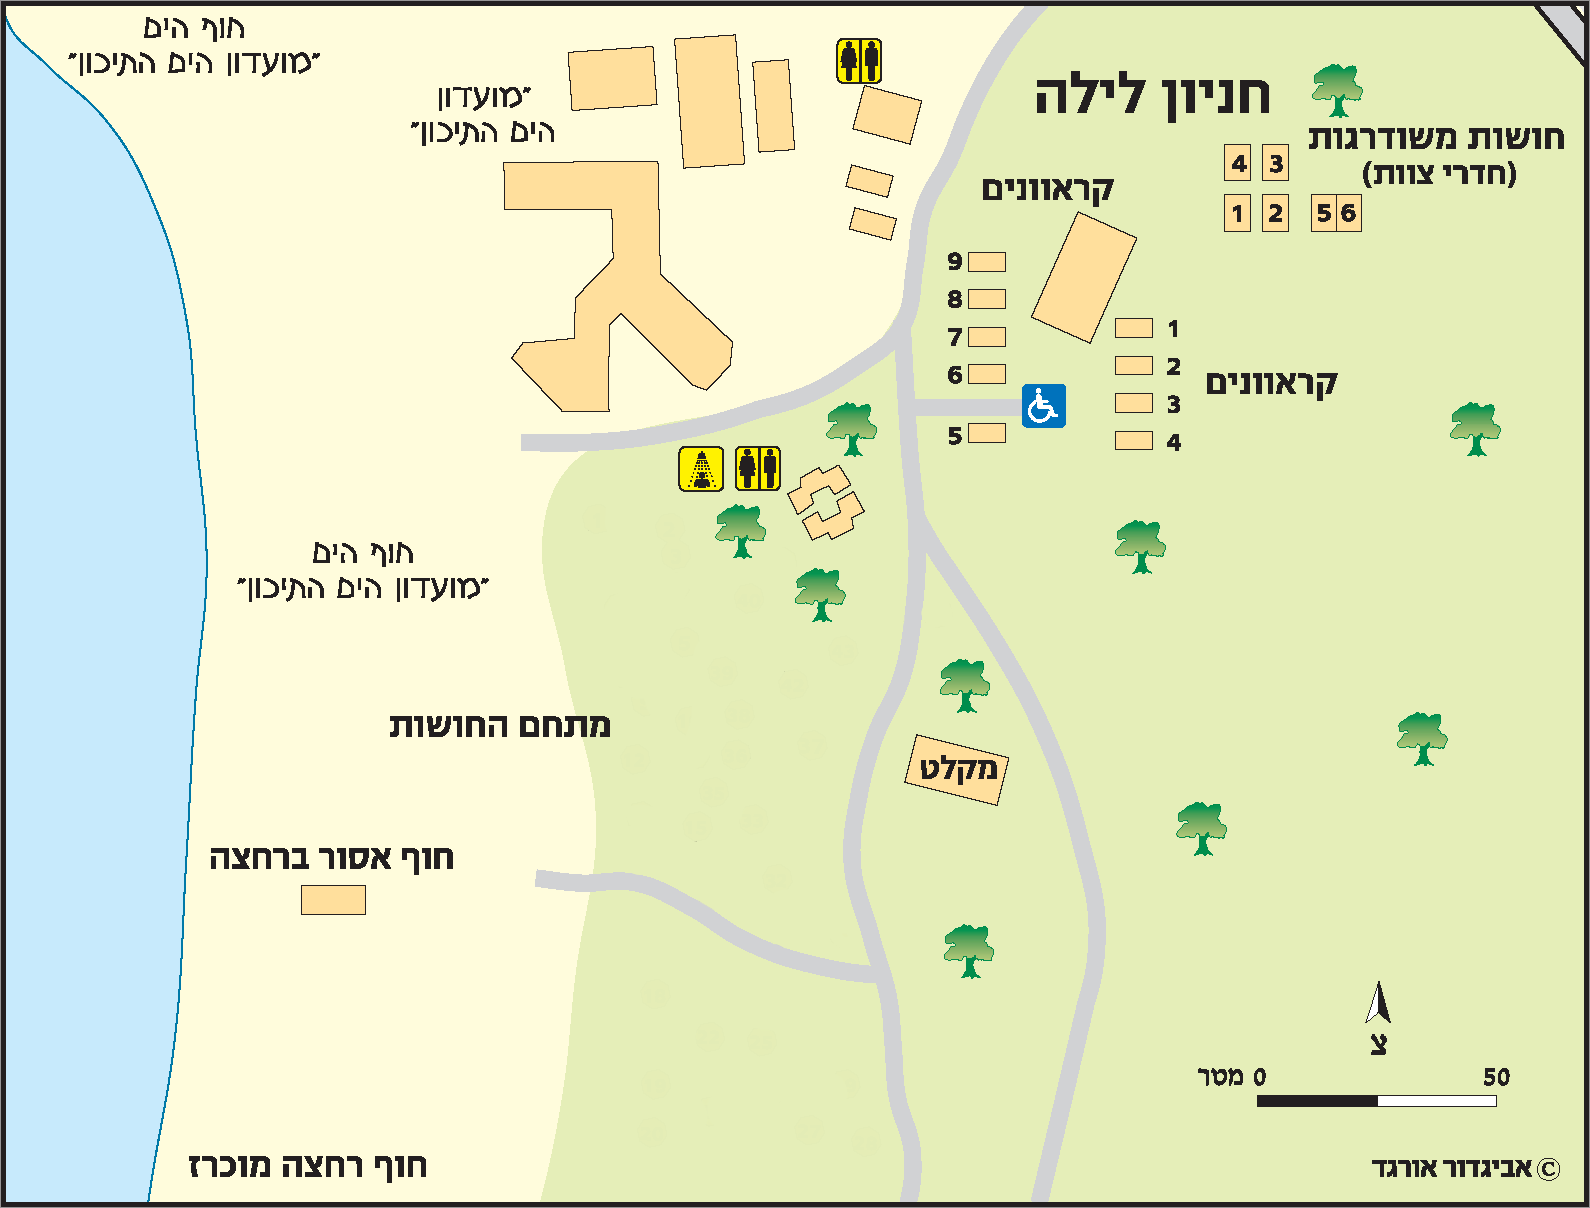 חוף הים
"מועדון הים התיכון"
"מועדון
הים התיכון"
חניון לילה
חושות משודרגות
(חדרי צוות)
4 3
1 2 5 6
קראוונים
9
8
7
6
5
1
2
3
4
קראוונים
חוף הים
"מועדון הים התיכון"
מתחם החושות
מקלט
חוף אסור ברחצה
צ
מטר 0 50
חוף רחצה מוכרז
© אביגדור אורגד